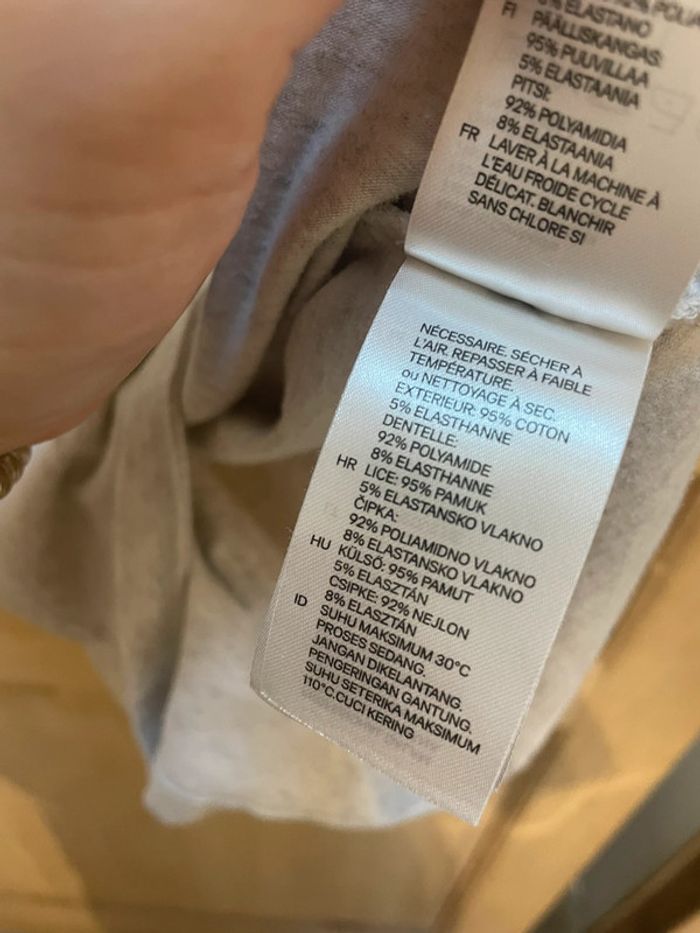 5% ELASTANO
FI PÄÄLLISKANGAS:
95% PUUVILLAA
5% ELASTAANIA
PITSI:
92% POLYAMIDIA
8% ELASTAANIA
FR LAVER À LA MACHINE À
L'EAU FROIDE CYCLE
DÉLICAT. BLANCHIR
SANS CHLORE SI
NÉCESSAIRE. SÉCHER À
L'AIR. REPASSER À FAIBLE
TEMPÉRATURE.
ou NETTOYAGE À SEC.
EXTERIEUR: 95% COTON
5% ELASTHANNE
DENTELLE:
92% POLYAMIDE
8% ELASTHANNE
HR LICE: 95% PAMUK
5% ELASTANSKO VLAKNO
ČIPKA:
92% POLIAMIDNO VLAKNO
8% ELASTANSKO VLAKNO
HU KÜLSŐ: 95% PAMUT
5% ELASZTÁN
CSIPKE: 92% NEJLON
8% ELASZTÁN
ID SUHU MAKSIMUM 30°C
PROSES SEDANG.
JANGAN DIKELANTANG.
PENGERINGAN GANTUNG.
SUHU SETERIKA MAKSIMUM
110°C.CUCI KERING